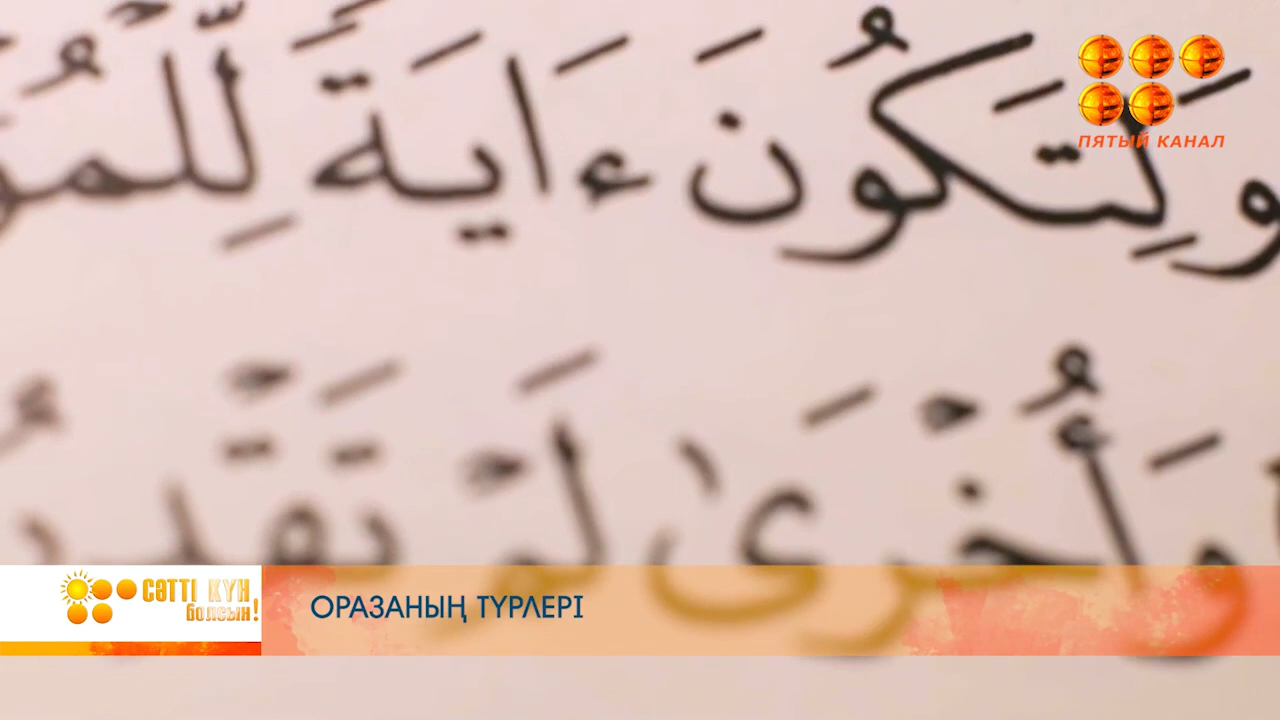 وَلِتَكُونَ ءَايَةً لِّلْمُ
وَأُخْرَىٰ لَمْ تَقْدِرُ
ПЯТЫЙ КАНАЛ
СӘТТІ КҮН
болсын!
ОРАЗАНЫҢ ТҮРЛЕРІ